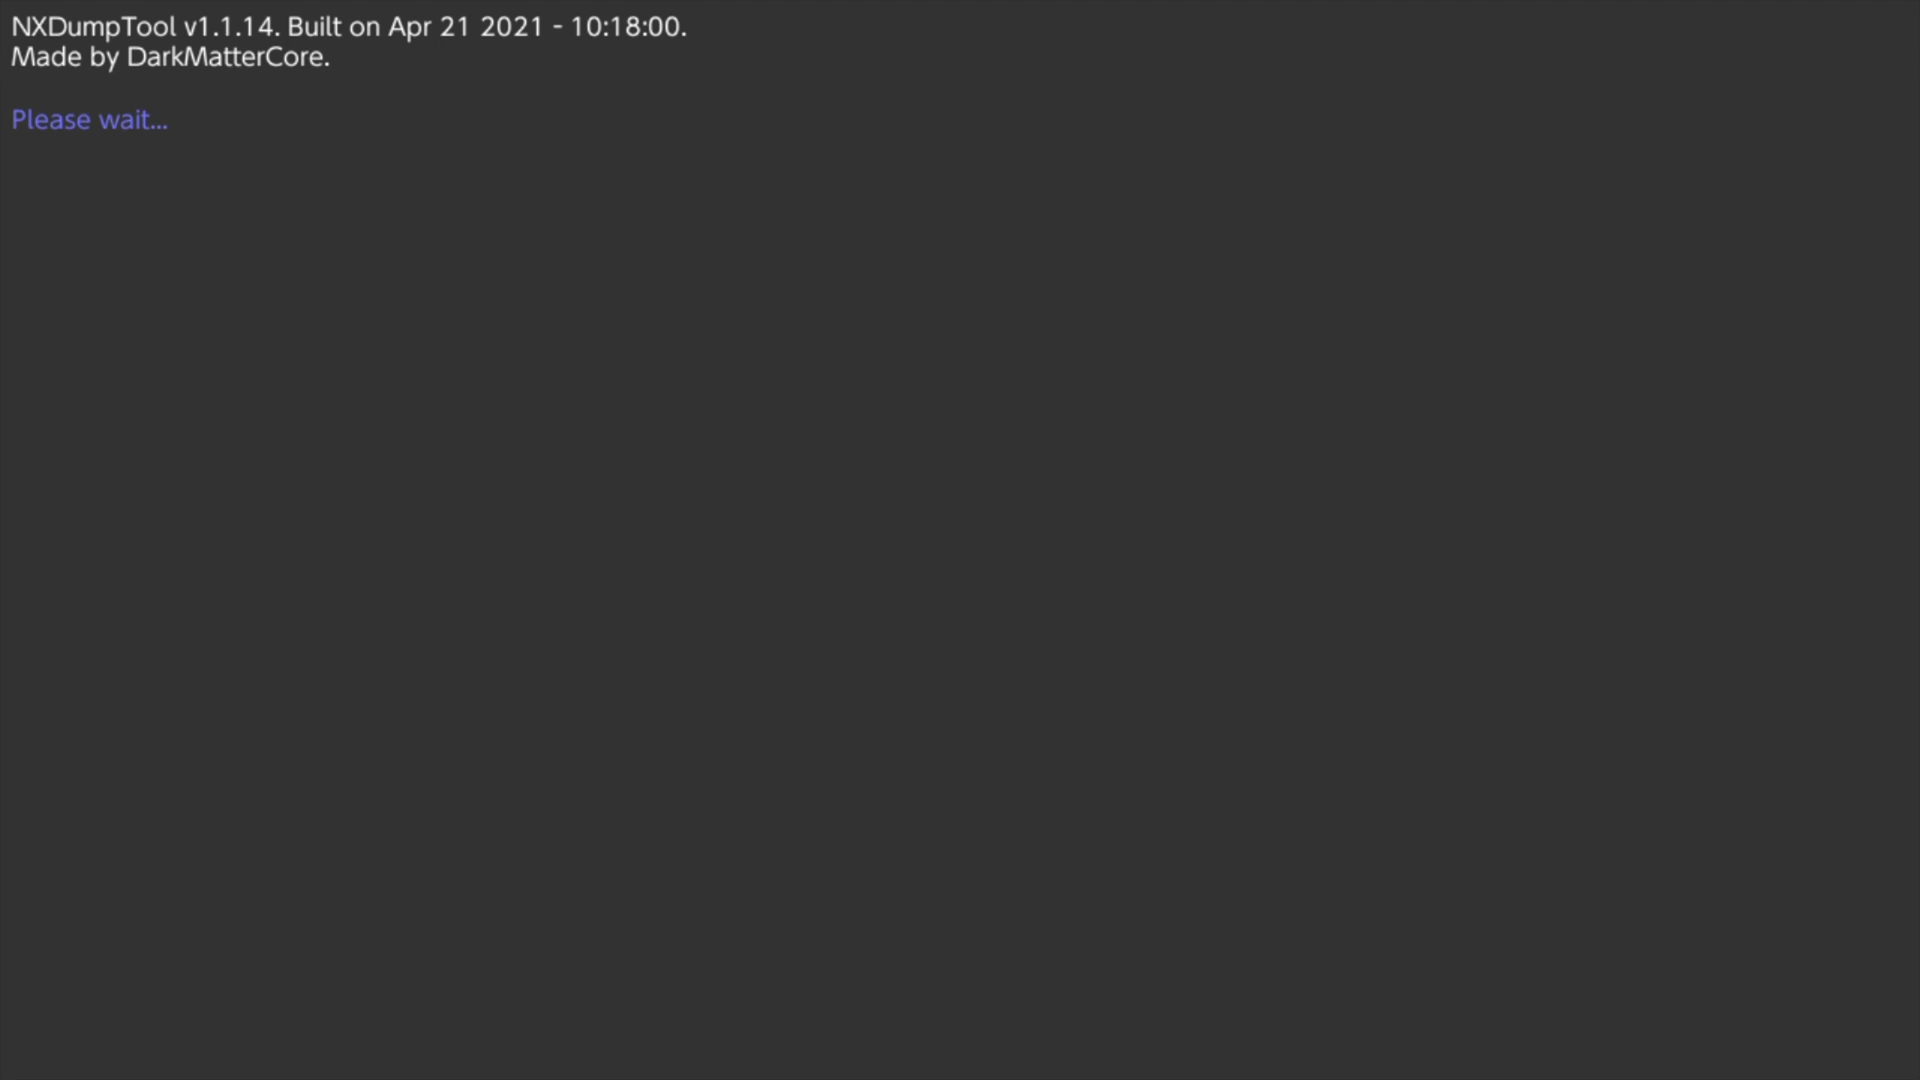 NXDumpTool v1.1.14. Built on Apr 21 2021 - 10:18:00.
Made by DarkMatterCore.
Please wait...